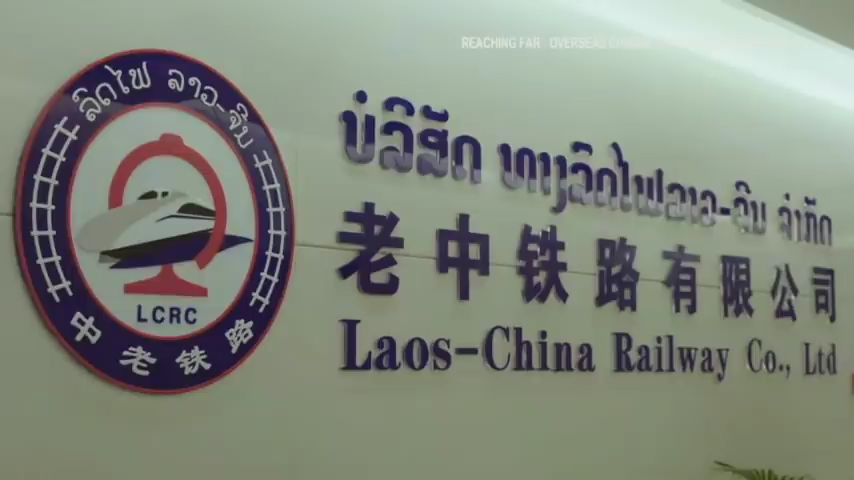 REACHING FAR OVERSEAS
ລົດໄຟ ລາວ-ຈີນ
LCRC
中老铁路
ບໍລິສັດ ທາງລົດໄຟລາວ-ຈີນ ຈຳກັດ
老中铁路有限公司
Laos-China Railway Co., Ltd